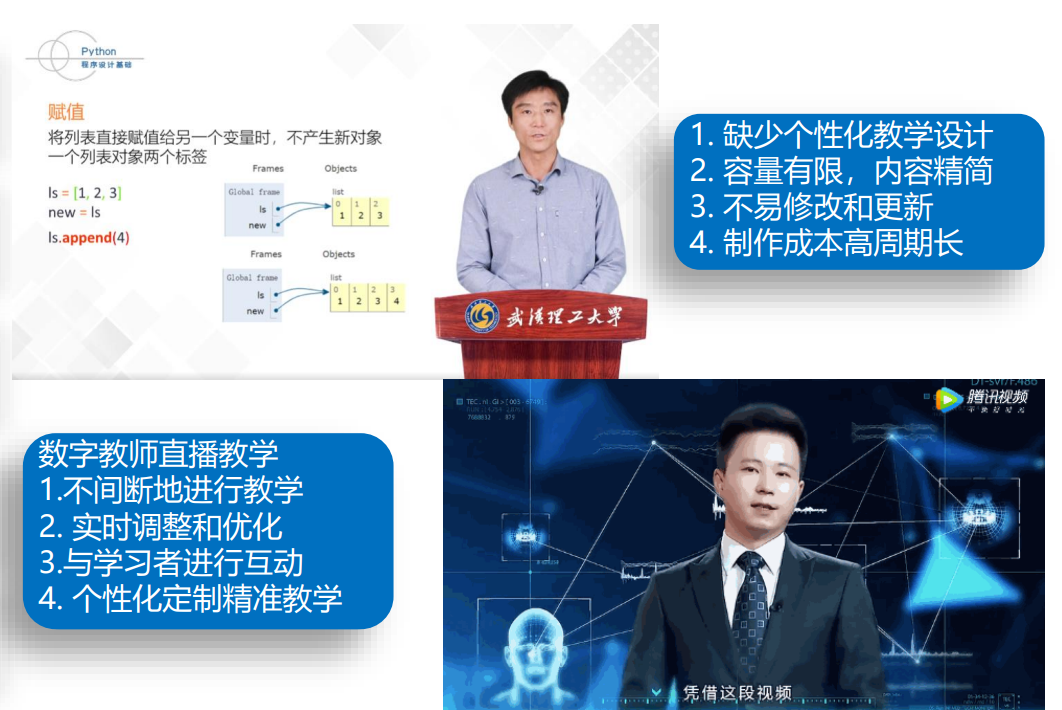 Python
程序设计基础
赋值
将列表直接赋值给另一个变量时，不产生新对象
一个列表对象两个标签
ls = [1, 2, 3]
new = ls
ls.append(4)
Frames Objects
Global frame
list
ls
new
0 1 2
1 2 3
Frames Objects
Global frame
list
ls
new
0 1 2 3
1 2 3 4
武汉理工大学
1. 缺少个性化教学设计
2. 容量有限，内容精简
3. 不易修改和更新
4. 制作成本高周期长
数字教师直播教学
1.不间断地进行教学
2. 实时调整和优化
3.与学习者进行互动
4. 个性化定制精准教学
腾讯视频
凭借这段视频